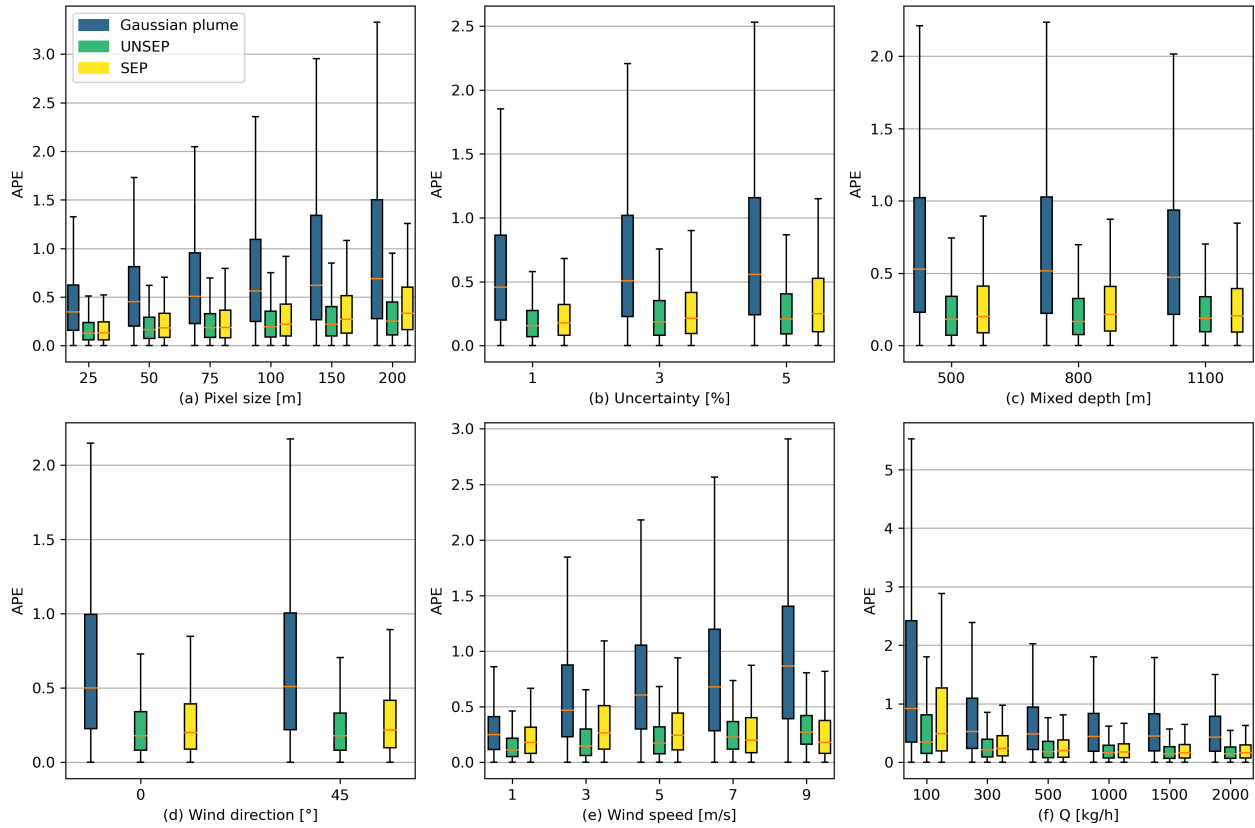 Gaussian plume
UNSEP
SEP
APE
3.0
2.5
2.0
1.5
1.0
0.5
0.0
25 50 75 100 150 200
(a) Pixel size [m]
APE
2.5
2.0
1.5
1.0
0.5
0.0
1 3 5
(b) Uncertainty [%]
APE
2.0
1.5
1.0
0.5
0.0
500 800 1100
(c) Mixed depth [m]
APE
2.0
1.5
1.0
0.5
0.0
0 45
(d) Wind direction [°]
APE
3.0
2.5
2.0
1.5
1.0
0.5
0.0
1 3 5 7 9
(e) Wind speed [m/s]
APE
5
4
3
2
1
0
100 300 500 1000 1500 2000
(f) Q [kg/h]